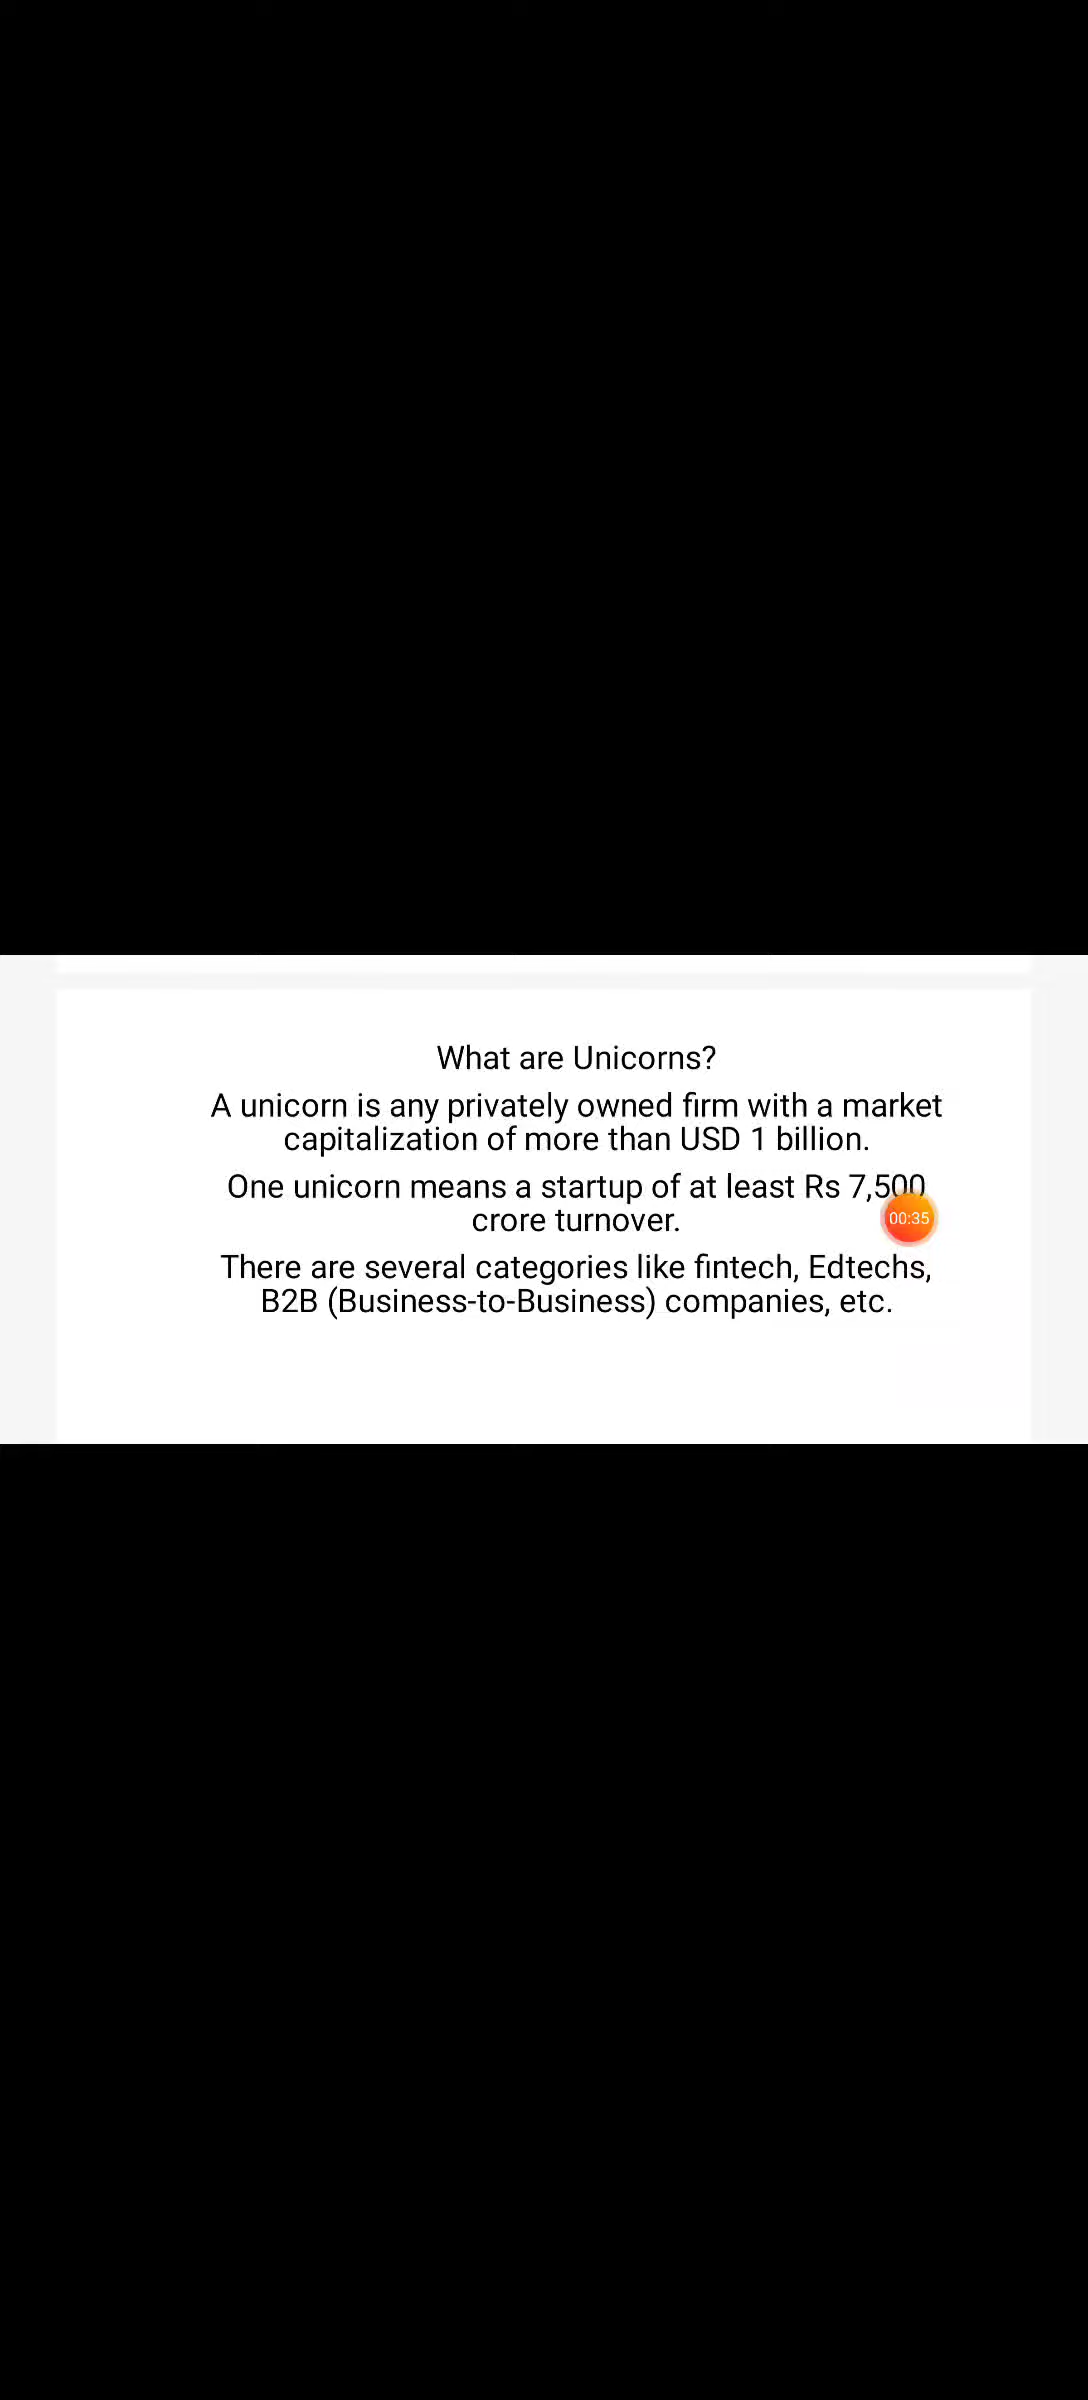 What are Unicorns?
A unicorn is any privately owned firm with a market
capitalization of more than USD 1 billion.
One unicorn means a startup of at least Rs 7,500
crore turnover.
00:35
There are several categories like fintech, Edtechs,
B2B (Business-to-Business) companies, etc.